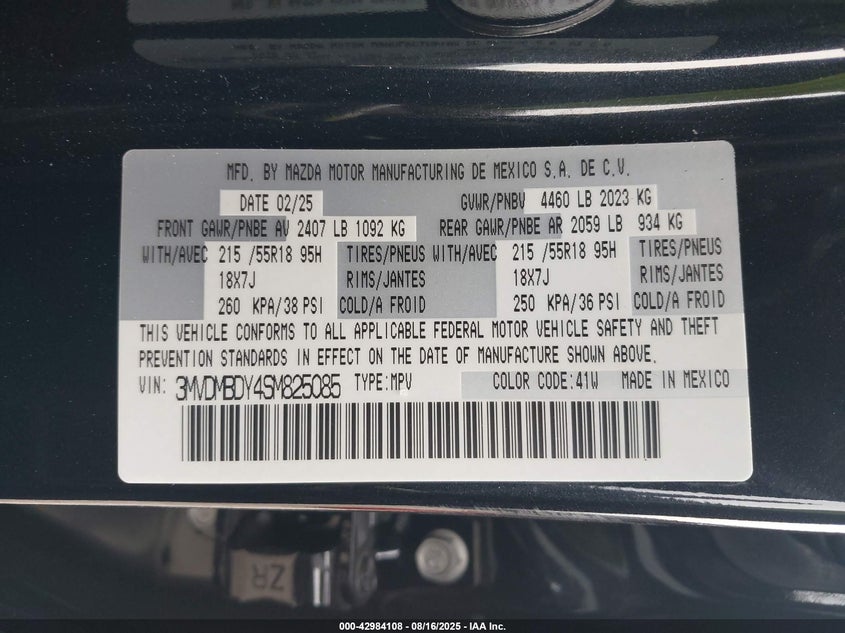 MFD. BY MAZDA MOTOR MANUFACTURING DE MEXICO S.A. DE C.V.
DATE 02/25 GVWR/PNBV 4460 LB 2023 KG
FRONT GAWR/PNBE AV 2407 LB 1092 KG REAR GAWR/PNBE AR 2059 LB 934 KG
WITH/AVEC 215 /55R18 95H TIRES/PNEUS WITH/AVEC 215 /55R18 95H TIRES/PNEUS
18X7J RIMS/JANTES 18X7J RIMS/JANTES
260 KPA/38 PSI COLD/A FROID 250 KPA/36 PSI COLD/A FROID
THIS VEHICLE CONFORMS TO ALL APPLICABLE FEDERAL MOTOR VEHICLE SAFETY AND THEFT
PREVENTION STANDARDS IN EFFECT ON THE DATE OF MANUFACTURE SHOWN ABOVE.
VIN: 3MVDMBDY4SM825085 TYPE:MPV COLOR CODE:41W MADE IN MEXICO
ZR
000-42984108 - 08/16/2025 - IAA Inc.